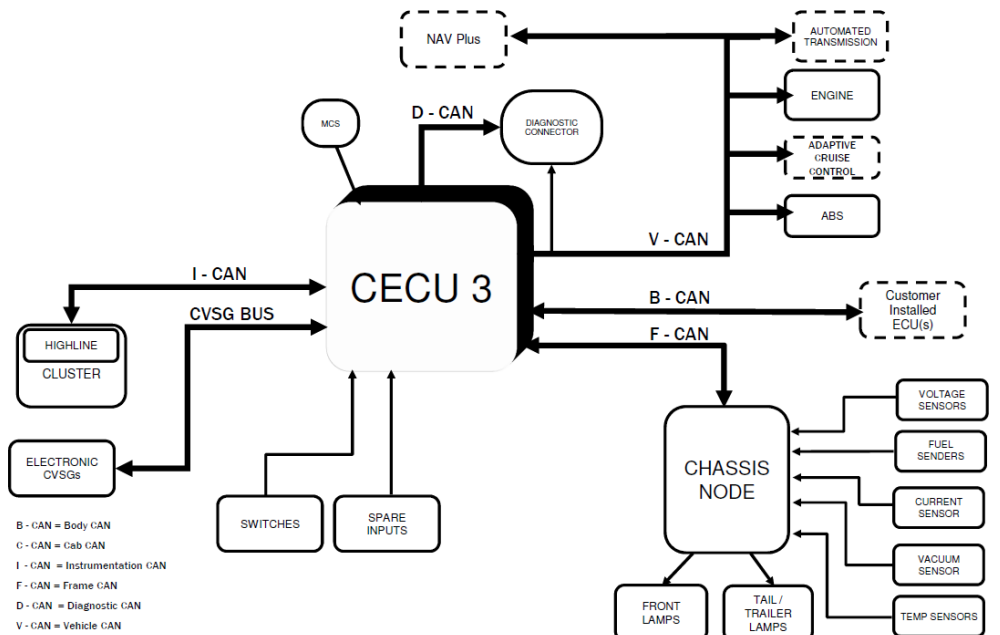 NAV Plus
AUTOMATED
TRANSMISSION
ENGINE
MCS
D - CAN
DIAGNOSTIC
CONNECTOR
ADAPTIVE
CRUISE
CONTROL
ABS
V - CAN
I - CAN
CECU 3
B - CAN
Customer
Installed
ECU(s)
CVSG BUS
F - CAN
HIGHLINE
CLUSTER
VOLTAGE
SENSORS
FUEL
SENDERS
ELECTRONIC
CVSGs
CHASSIS
NODE
CURRENT
SENSOR
SWITCHES
SPARE
INPUTS
VACUUM
SENSOR
B - CAN = Body CAN
C - CAN = Cab CAN
I - CAN = Instrumentation CAN
F - CAN = Frame CAN
D - CAN = Diagnostic CAN
V - CAN = Vehicle CAN
FRONT
LAMPS
TAIL /
TRAILER
LAMPS
TEMP SENSORS